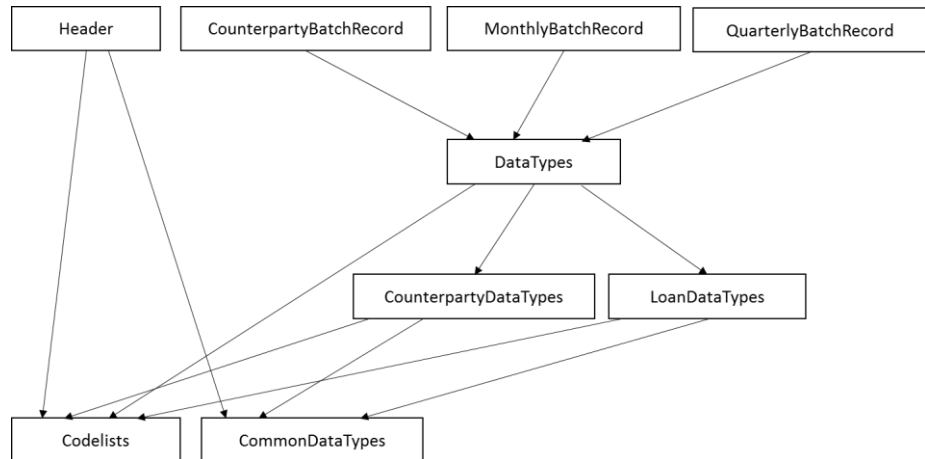 Header
CounterpartyBatchRecord
MonthlyBatchRecord
QuarterlyBatchRecord
DataTypes
CounterpartyDataTypes
LoanDataTypes
Codelists
CommonDataTypes